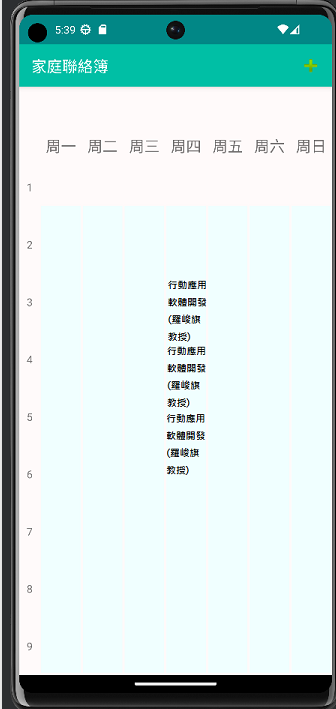 5:39
家庭聯絡簿
周一 周二 周三 周四 周五 周六 周日
1
2
3
4
5
6
7
8
9
行動應用
軟體開發
(羅峻旗
教授)
行動應用
軟體開發
(羅峻旗
教授)
行動應用
軟體開發
(羅峻旗
教授)